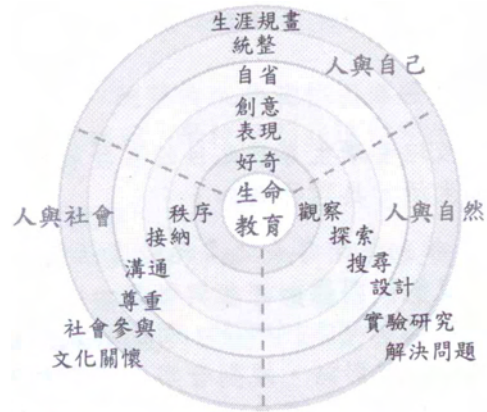 生涯規畫
統整
自省
創意
表現
好奇
人與自己
生命
教育
人與社會
秩序
接納
溝通
尊重
社會參與
文化關懷
人與自然
觀察
探索
搜尋
設計
實驗研究
解決問題